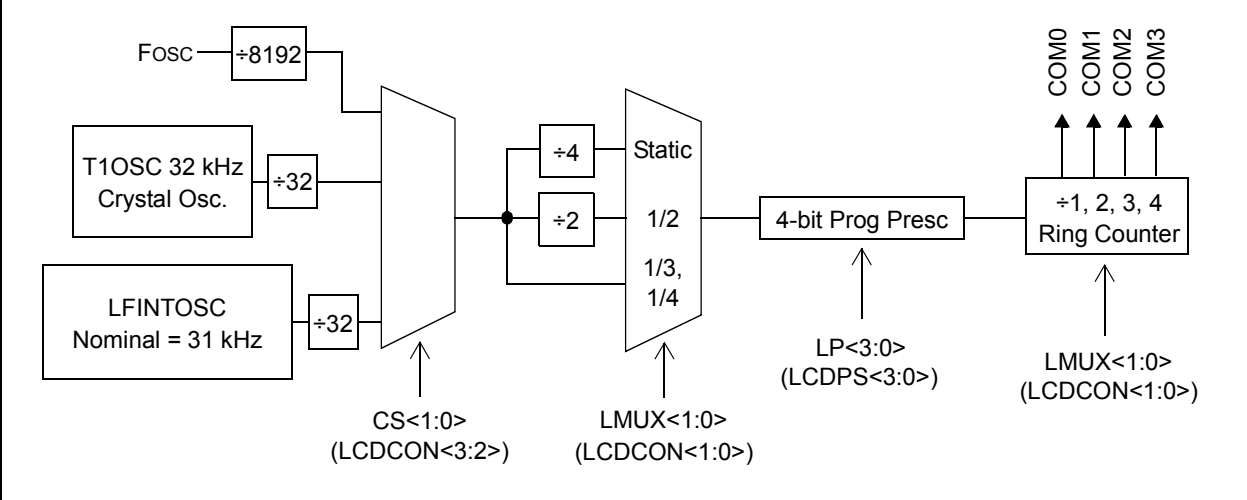 FOSC
÷8192
COM0
COM1
COM2
COM3
T1OSC 32 kHz
Crystal Osc.
÷32
÷4
Static
÷2
1/2
4-bit Prog Presc
÷1, 2, 3, 4
Ring Counter
1/3,
1/4
LFINTOSC
Nominal = 31 kHz
÷32
LP<3:0>
(LCDPS<3:0>)
LMUX<1:0>
(LCDCON<1:0>)
CS<1:0>
(LCDCON<3:2>)
LMUX<1:0>
(LCDCON<1:0>)